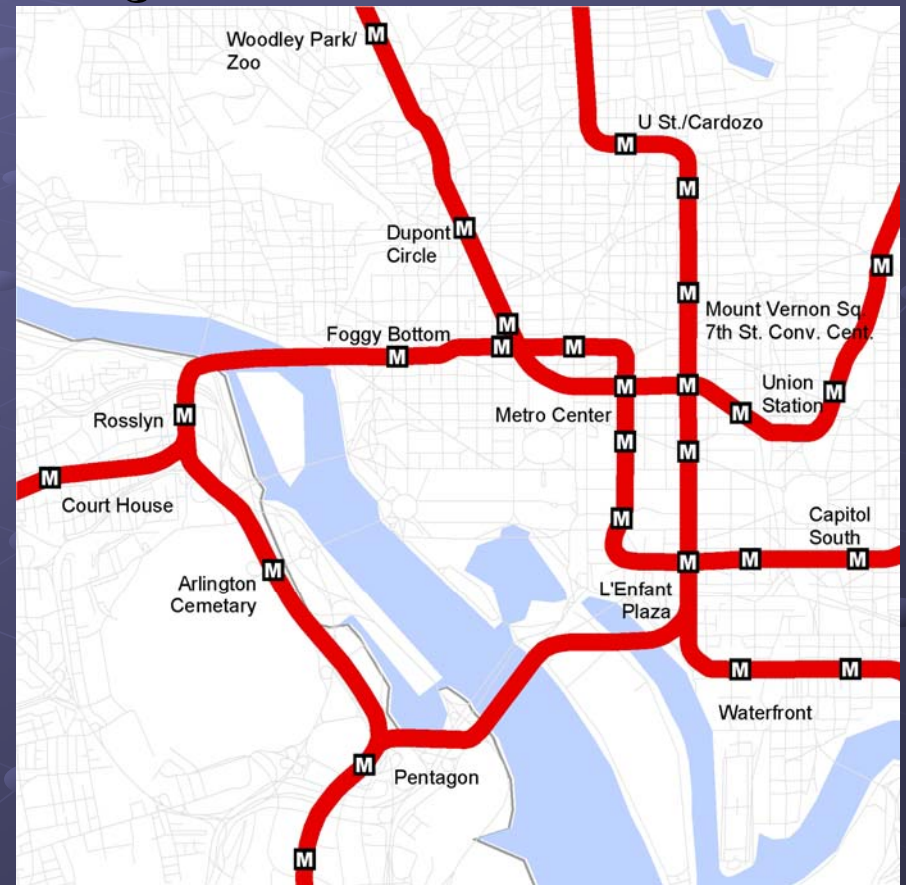 Woodley Park/
Zoo
M
U St./Cardozo
M
M
Dupont
Circle
M
M
M
Mount Vernon Sq.
7th St. Conv. Cent.
M
Foggy Bottom
M
M
M
Union
Station
M
Metro Center
M
M
M
Rosslyn
M
M
M
Court House
M
M
Capitol
South
Arlington
Cemetary
M
L'Enfant
Plaza
M
M
M
M
M
Waterfront
M
Pentagon
M